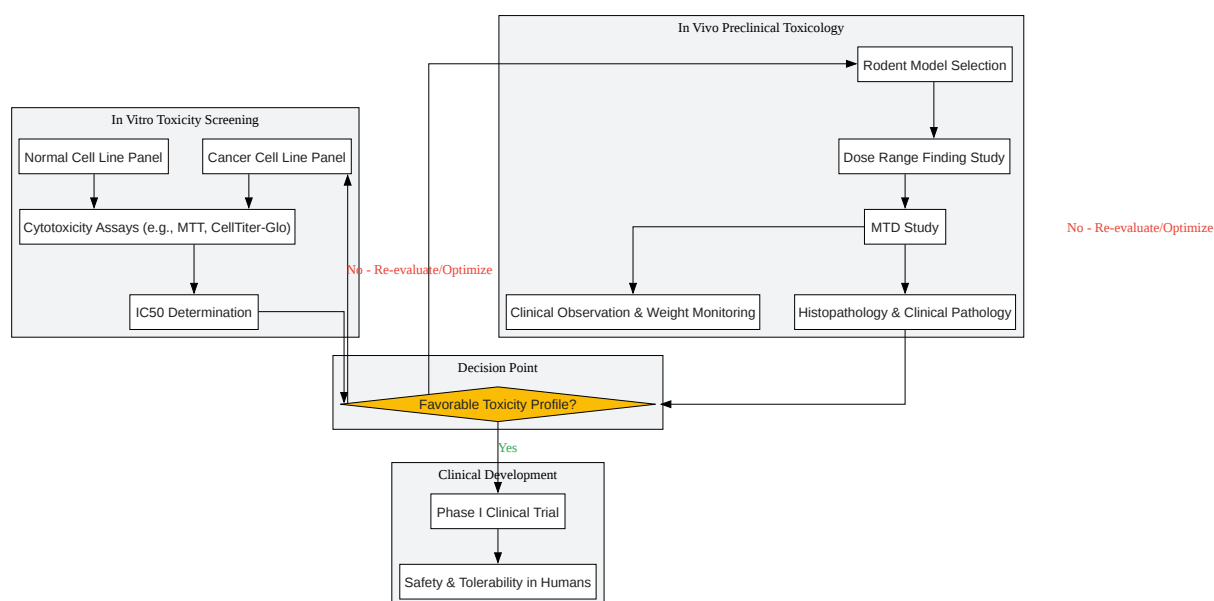 In Vivo Preclinical Toxicology
Rodent Model Selection
In Vitro Toxicity Screening
Normal Cell Line Panel
Cancer Cell Line Panel
Dose Range Finding Study
Cytotoxicity Assays (e.g., MTT, CellTiter-Glo)
MTD Study
No - Re-evaluate/Optimize
No - Re-evaluate/Optimize
IC50 Determination
Clinical Observation & Weight Monitoring
Histopathology & Clinical Pathology
Decision Point
Favorable Toxicity Profile?
Yes
Clinical Development
Phase I Clinical Trial
Safety & Tolerability in Humans